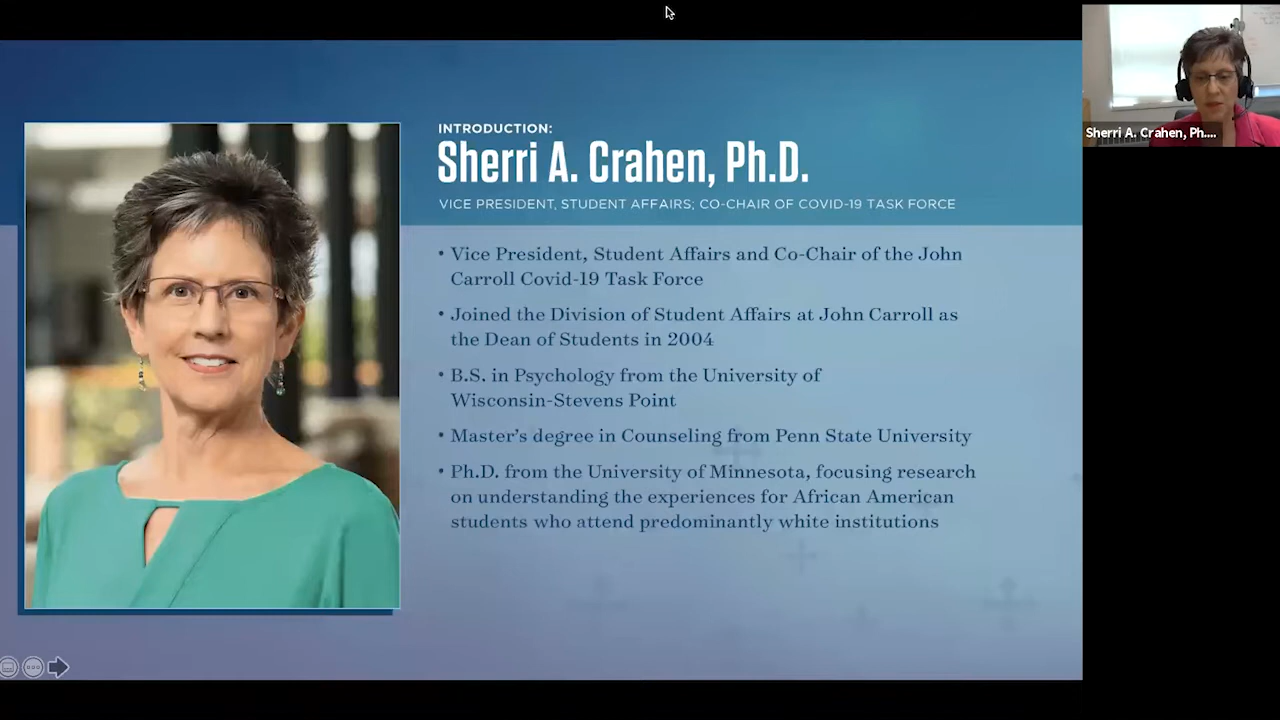 INTRODUCTION:
Sherri A. Crahen, Ph.D.
VICE PRESIDENT, STUDENT AFFAIRS; CO-CHAIR OF COVID-19 TASK FORCE
• Vice President, Student Affairs and Co-Chair of the John
Carroll Covid-19 Task Force
• Joined the Division of Student Affairs at John Carroll as
the Dean of Students in 2004
• B.S. in Psychology from the University of
Wisconsin-Stevens Point
• Master's degree in Counseling from Penn State University
• Ph.D. from the University of Minnesota, focusing research
on understanding the experiences for African American
students who attend predominantly white institutions
Sherri A. Crahen, Ph....